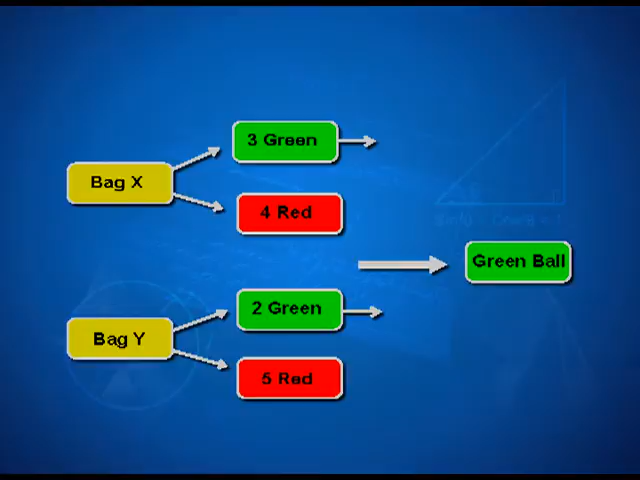 3 Green
Bag X
4 Red
Green Ball
2 Green
Bag Y
5 Red